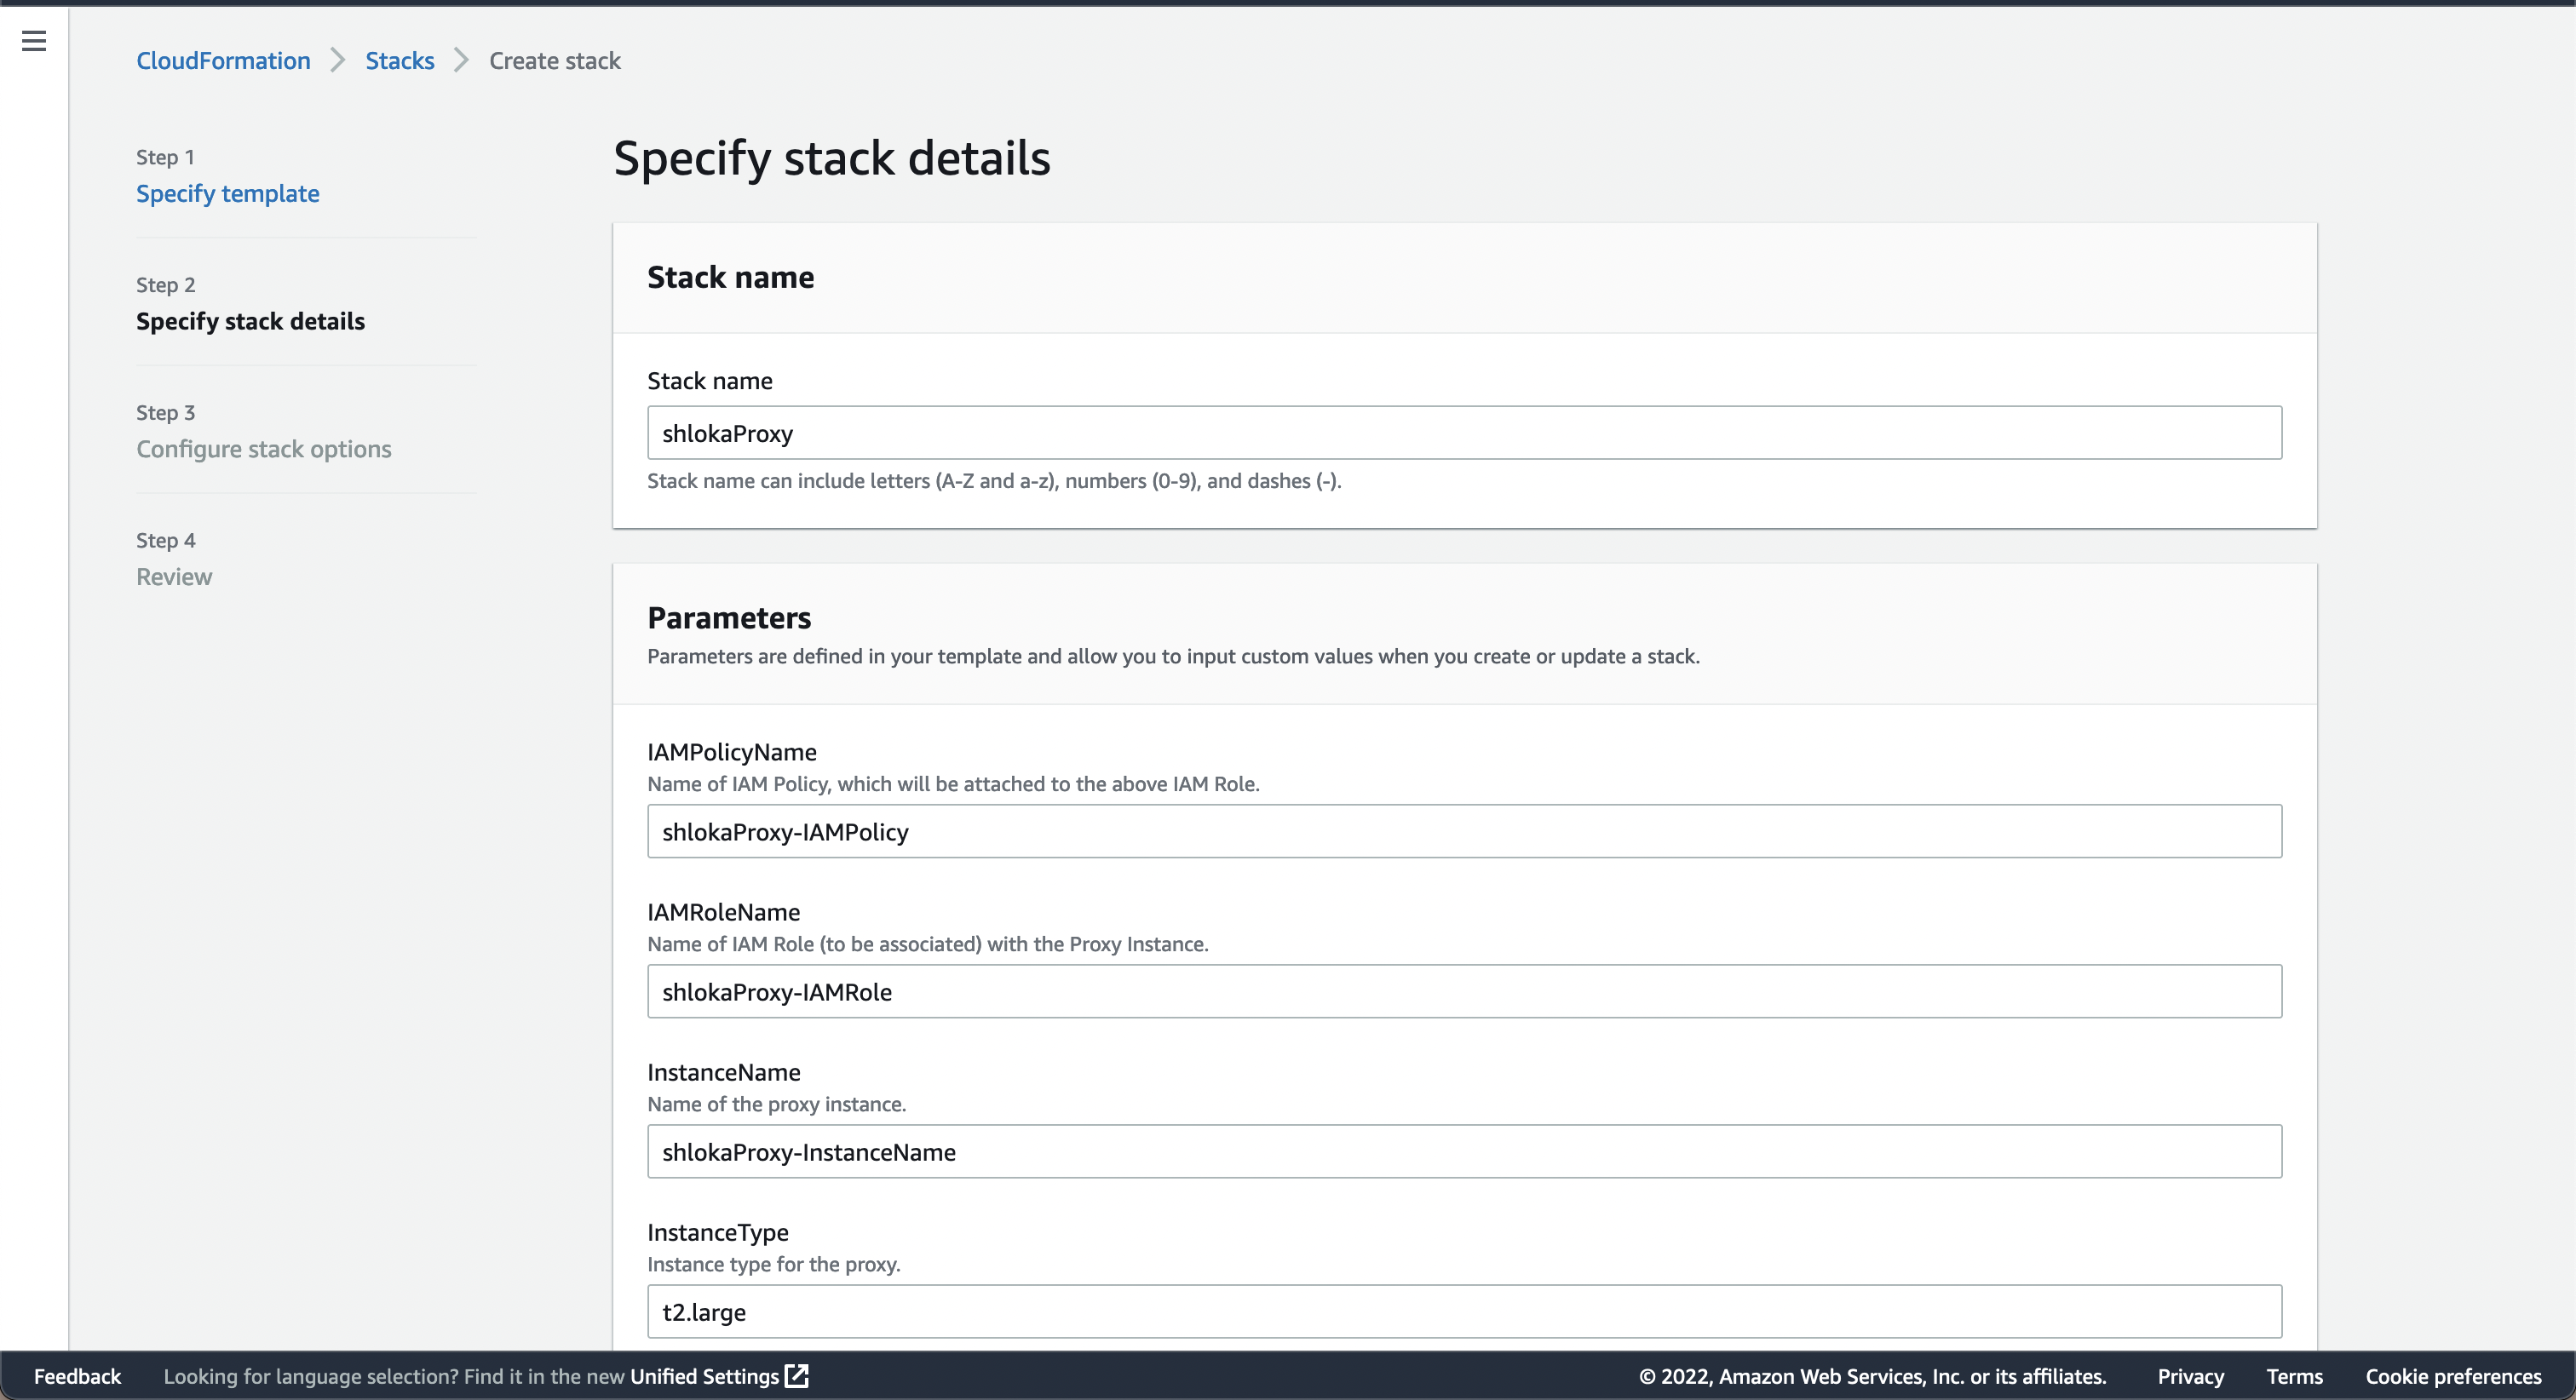 CloudFormation > Stacks > Create stack
Step 1
Specify template
Step 2
Specify stack details
Step 3
Configure stack options
Step 4
Review
Specify stack details
Stack name
Stack name
shlokaProxy
Stack name can include letters (A-Z and a-z), numbers (0-9), and dashes (-).
Parameters
Parameters are defined in your template and allow you to input custom values when you create or update a stack.
IAMPolicyName
Name of IAM Policy, which will be attached to the above IAM Role.
shlokaProxy-IAMPolicy
IAMRoleName
Name of IAM Role (to be associated) with the Proxy Instance.
shlokaProxy-IAMRole
InstanceName
Name of the proxy instance.
shlokaProxy-InstanceName
InstanceType
Instance type for the proxy.
t2.large
Feedback Looking for language selection? Find it in the new Unified Settings © 2022, Amazon Web Services, Inc. or its affiliates. Privacy Terms Cookie preferences